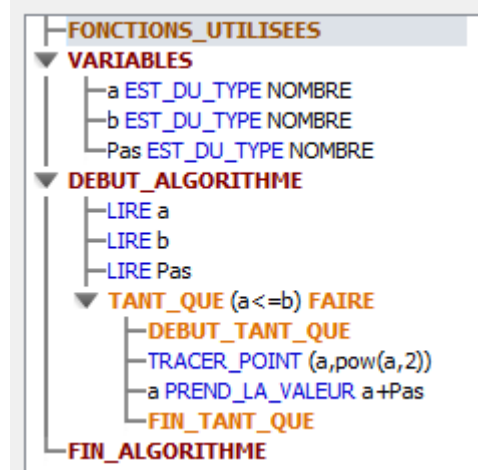 FONCTIONS_UTILISEES
VARIABLES
a EST_DU_TYPE NOMBRE
b EST_DU_TYPE NOMBRE
Pas EST_DU_TYPE NOMBRE
DEBUT_ALGORITHME
LIRE a
LIRE b
LIRE Pas
TANT_QUE (a<=b) FAIRE
DEBUT_TANT_QUE
TRACER_POINT (a,pow(a,2))
a PREND_LA_VALEUR a+Pas
FIN_TANT_QUE
FIN_ALGORITHME